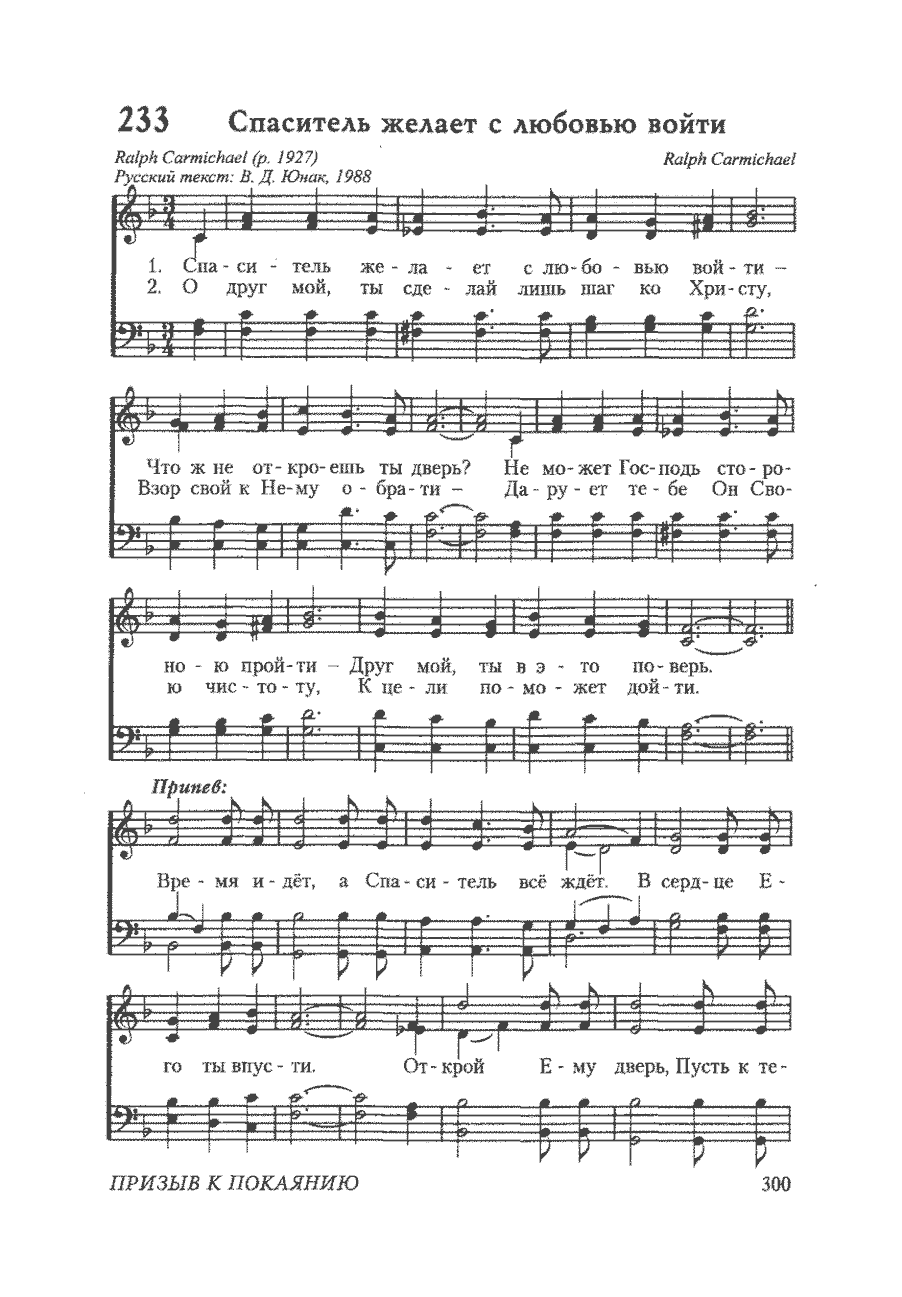 233 Спаситель желает с любовью войти
Ralph Carmichael (р. 1927) Ralph Carmichael
Русский текст: В. Д. Юнак, 1988
1. Спа - си - тель же - ла - ет с лю - бо - вью вой - ти –
2. О друг мой, ты сде - лай лишь шаг ко Хри - сту,
Что ж не от - кро - ешь ты дверь? Не мо - жет Гос - подь сто - ро -
Взор свой к Не - му о - бра - ти – Да - ру - ет те - бе Он Сво -
но - ю прой - ти – Друг мой, ты в э - то по - верь.
ю чис - то - ту, К це - ли по - мо - жет дой - ти.
Припев:
Вре - мя и - дёт, а Спа - си - тель всё ждёт. В серд - це Е -
го ты впус - ти. От - крой Е - му дверь, Пусть к те -
ПРИЗЫВ К ПОКАЯНИЮ 300